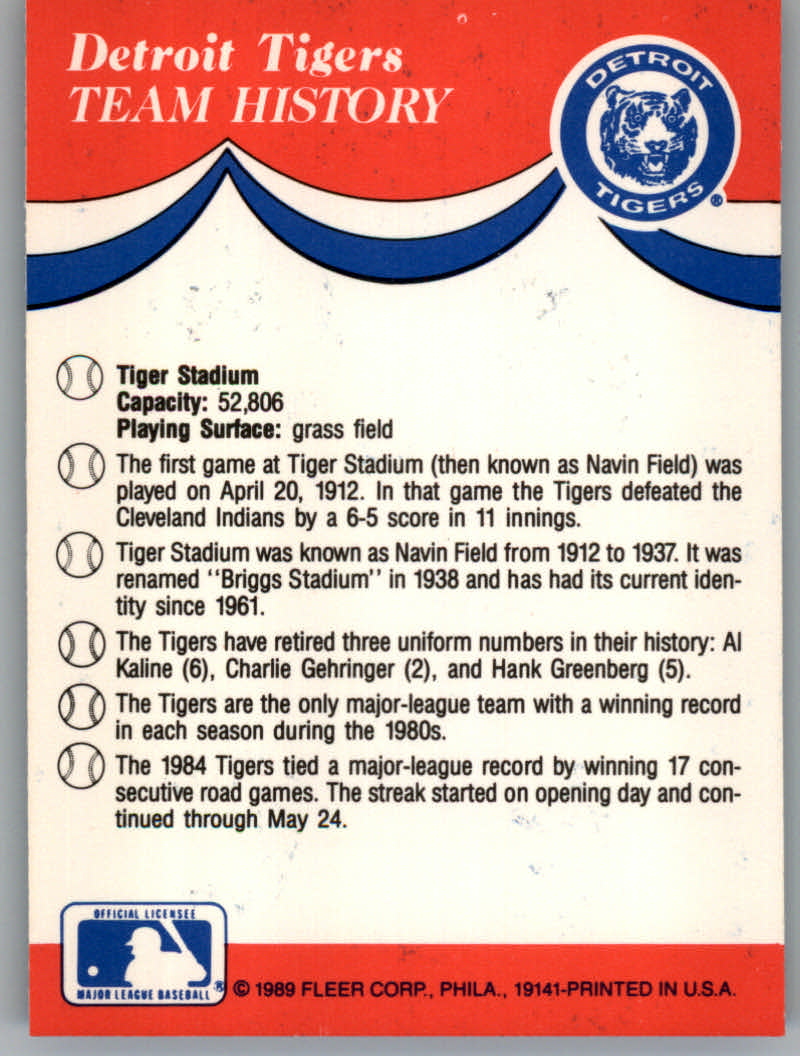 Detroit Tigers
TEAM HISTORY
DETROIT
TIGERS
®
Tiger Stadium
Capacity: 52,806
Playing Surface: grass field
The first game at Tiger Stadium (then known as Navin Field) was
played on April 20, 1912. In that game the Tigers defeated the
Cleveland Indians by a 6-5 score in 11 innings.
Tiger Stadium was known as Navin Field from 1912 to 1937. It was
renamed "Briggs Stadium" in 1938 and has had its current iden-
tity since 1961.
The Tigers have retired three uniform numbers in their history: Al
Kaline (6), Charlie Gehringer (2), and Hank Greenberg (5).
The Tigers are the only major-league team with a winning record
in each season during the 1980s.
The 1984 Tigers tied a major-league record by winning 17 con-
secutive road games. The streak started on opening day and con-
tinued through May 24.
OFFICIAL LICENSEE
MAJOR LEAGUE BASEBALL ®
© 1989 FLEER CORP., PHILA., 19141-PRINTED IN U.S.A.